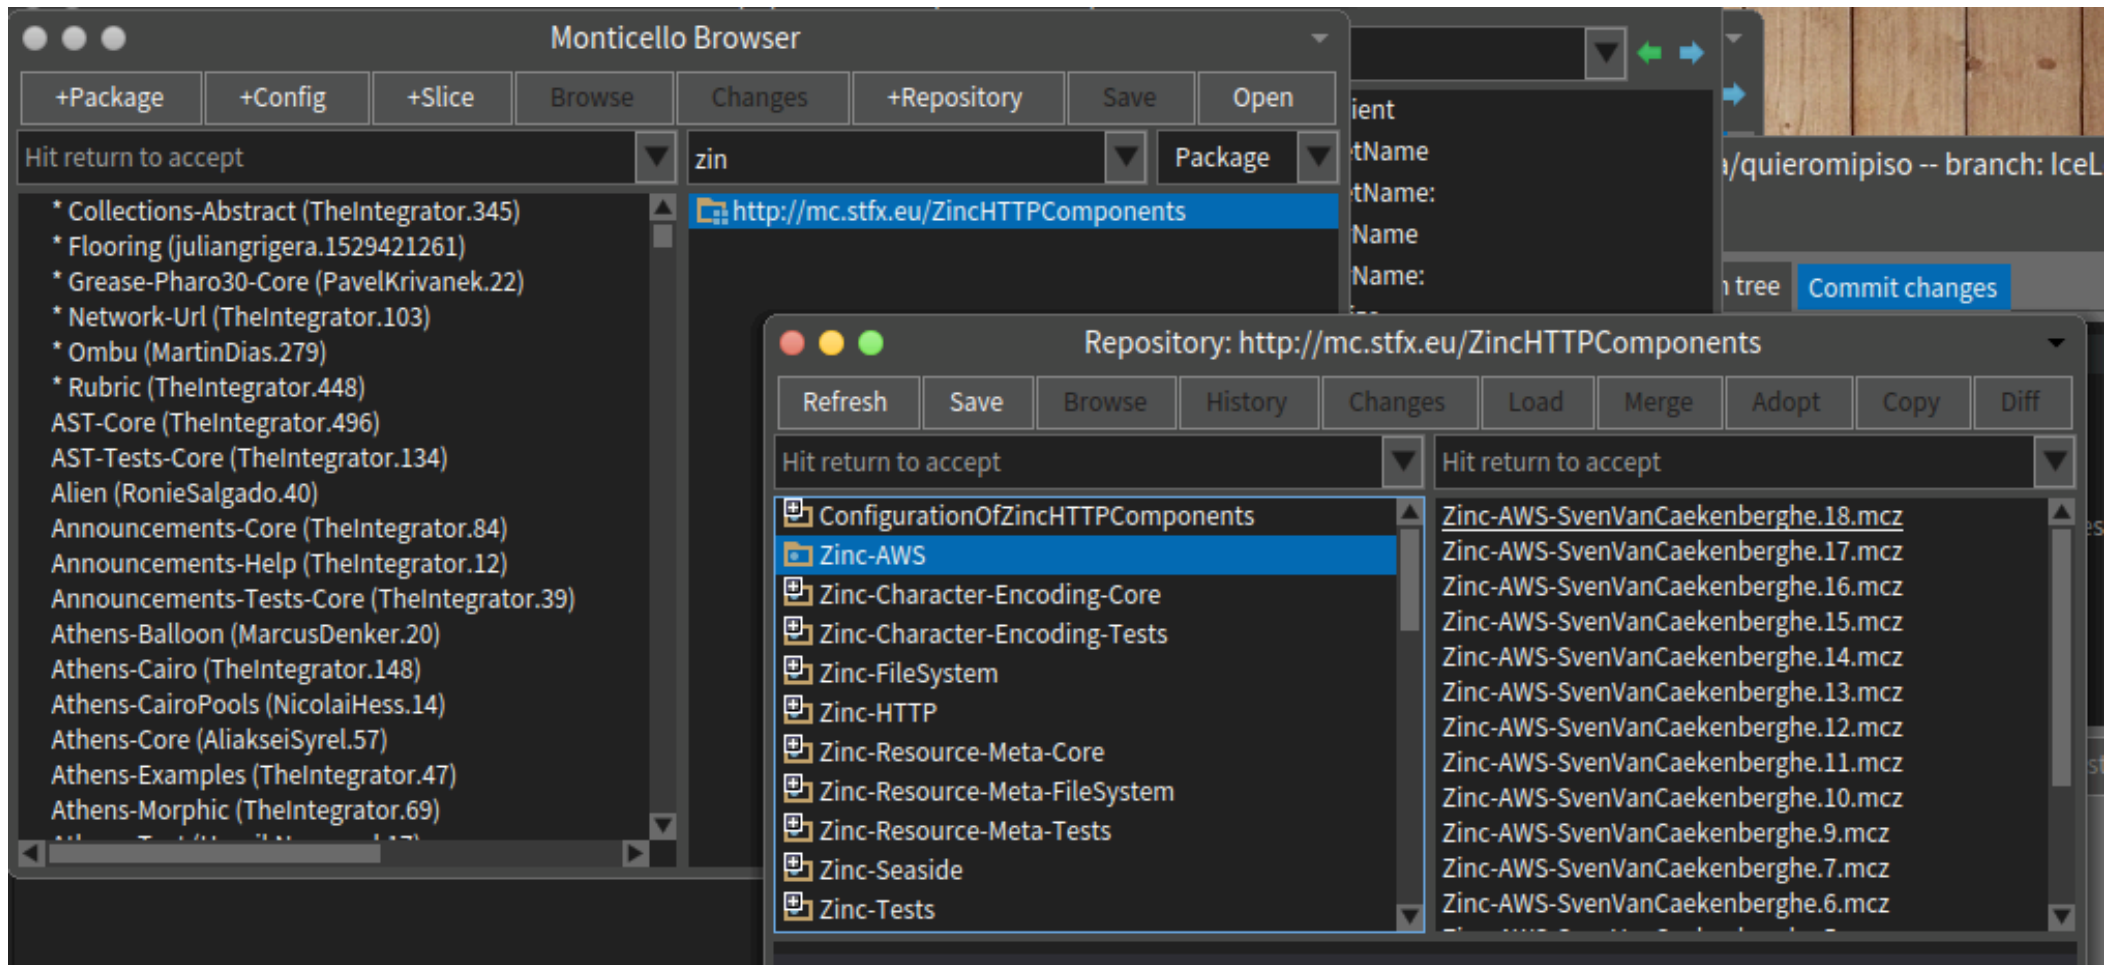 Monticello Browser
+Package
+Config
+Slice
Browse
Changes
+Repository
Save
Open
Hit return to accept
zin
Package
* Collections-Abstract (TheIntegrator.345)
* Flooring (juliangrigera.1529421261)
* Grease-Pharo30-Core (PavelKrivanek.22)
* Network-Url (TheIntegrator.103)
* Ombu (MartinDias.279)
* Rubric (TheIntegrator.448)
AST-Core (TheIntegrator.496)
AST-Tests-Core (TheIntegrator.134)
Alien (RonieSalgado.40)
Announcements-Core (TheIntegrator.84)
Announcements-Help (TheIntegrator.12)
Announcements-Tests-Core (TheIntegrator.39)
Athens-Balloon (MarcusDenker.20)
Athens-Cairo (TheIntegrator.148)
Athens-CairoPools (NicolaiHess.14)
Athens-Core (AliakseiSyrel.57)
Athens-Examples (TheIntegrator.47)
Athens-Morphic (TheIntegrator.69)
http://mc.stfx.eu/ZincHTTPComponents
ient
tName
tName:
Name
Name:
/quieromipiso -- branch: IceL
tree
Commit changes
Repository: http://mc.stfx.eu/ZincHTTPComponents
Refresh
Save
Browse
History
Changes
Load
Merge
Adopt
Copy
Diff
Hit return to accept
Hit return to accept
ConfigurationOfZincHTTPComponents
Zinc-AWS
Zinc-Character-Encoding-Core
Zinc-Character-Encoding-Tests
Zinc-FileSystem
Zinc-HTTP
Zinc-Resource-Meta-Core
Zinc-Resource-Meta-FileSystem
Zinc-Resource-Meta-Tests
Zinc-Seaside
Zinc-Tests
Zinc-AWS-SvenVanCaekenberghe.18.mcz
Zinc-AWS-SvenVanCaekenberghe.17.mcz
Zinc-AWS-SvenVanCaekenberghe.16.mcz
Zinc-AWS-SvenVanCaekenberghe.15.mcz
Zinc-AWS-SvenVanCaekenberghe.14.mcz
Zinc-AWS-SvenVanCaekenberghe.13.mcz
Zinc-AWS-SvenVanCaekenberghe.12.mcz
Zinc-AWS-SvenVanCaekenberghe.11.mcz
Zinc-AWS-SvenVanCaekenberghe.10.mcz
Zinc-AWS-SvenVanCaekenberghe.9.mcz
Zinc-AWS-SvenVanCaekenberghe.7.mcz
Zinc-AWS-SvenVanCaekenberghe.6.mcz